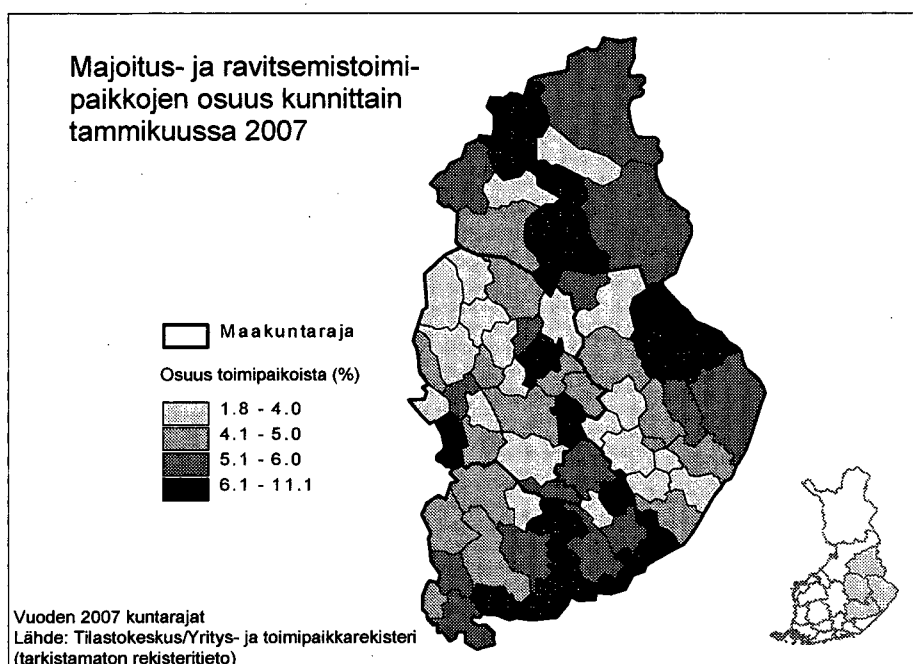 Majoitus- ja ravitsemistoimi-
paikkojen osuus kunnittain
tammikuussa 2007
Maakuntaraja
Osuus toimipaikoista (%)
1.8 - 4.0
4.1 - 5.0
5.1 - 6.0
6.1 - 11.1
Vuoden 2007 kuntarajat
Lähde: Tilastokeskus/Yritys- ja toimipaikkarekisteri
(tarkistamaton rekisteritieto)